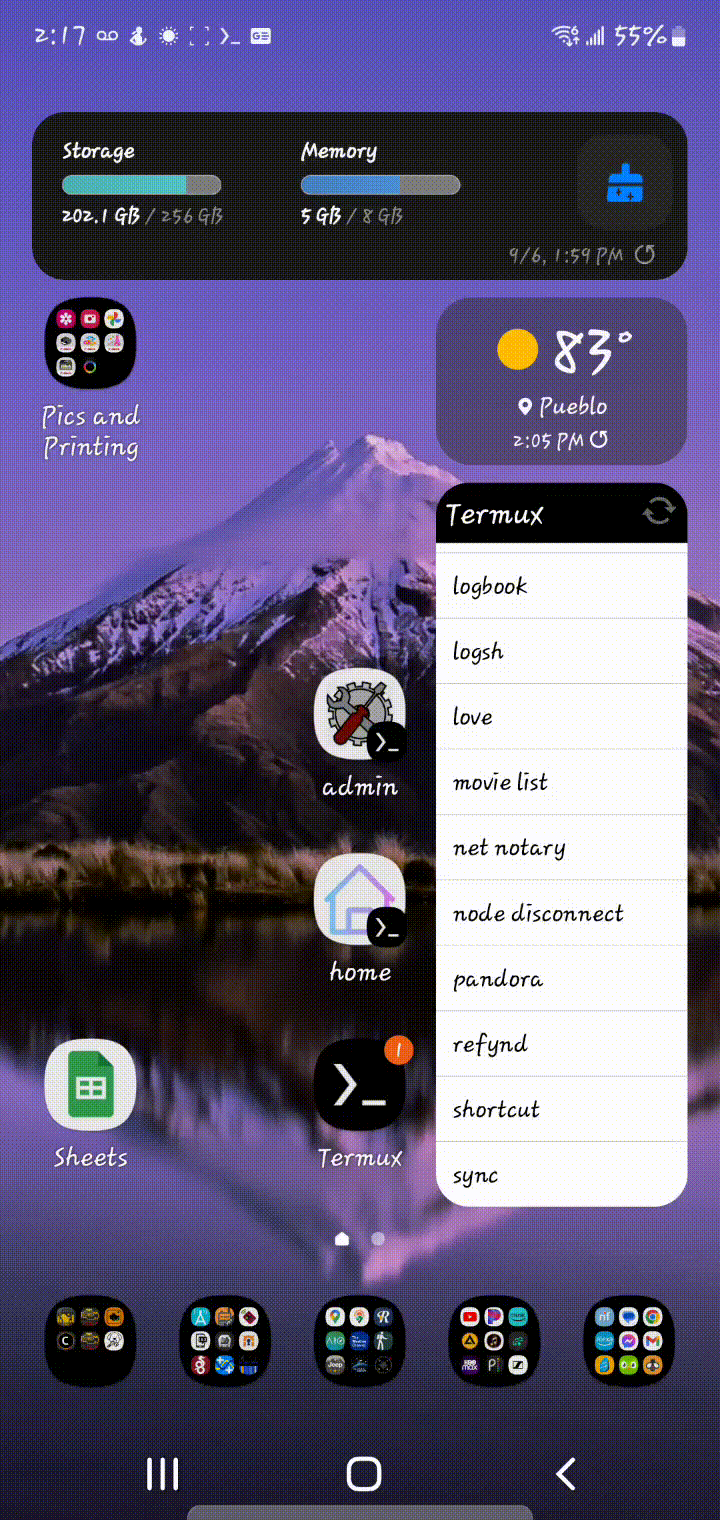 2:17
55%
Storage
Memory
202.1 GB / 256 GB
5 GB / 8 GB
9/6, 1:59 PM
Pics and
Printing
83°
Pueblo
2:05 PM
Termux
logbook
logsh
love
movie list
net notary
node disconnect
pandora
refynd
shortcut
sync
admin
home
1
Sheets
Termux